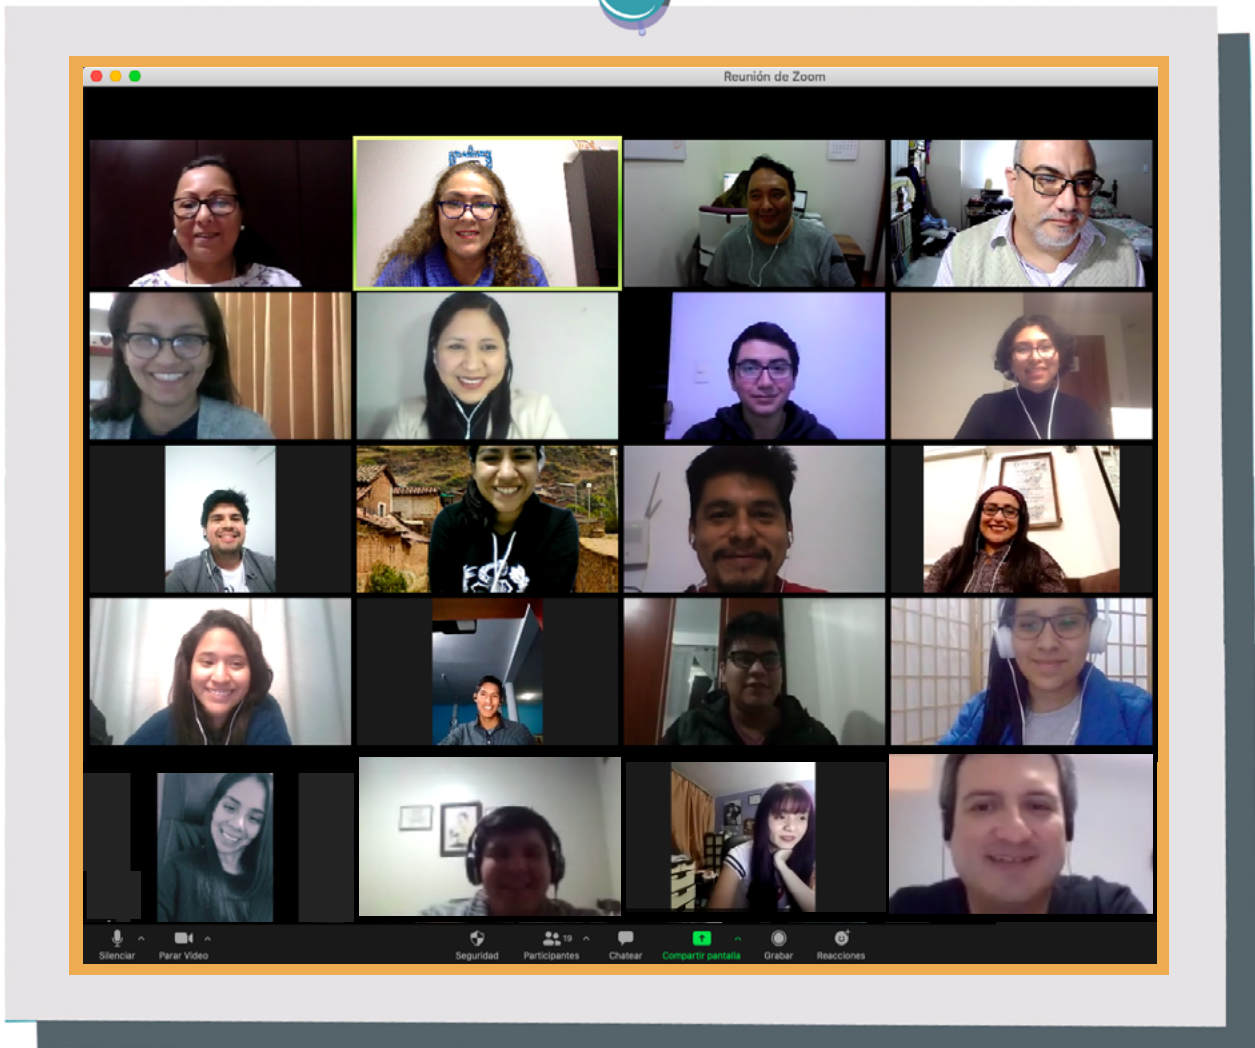 Reunión de Zoom
Silenciar
Parar Video
Seguridad
19
Participantes
Chatear
Compartir pantalla
Grabar
Reacciones